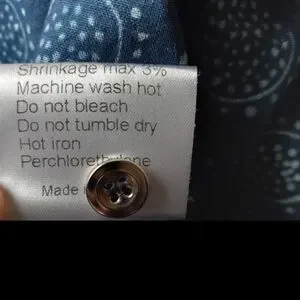 Shrinkage max 3%
Machine wash hot
Do not bleach
Do not tumble dry
Hot iron
Perchlorethylene
Made